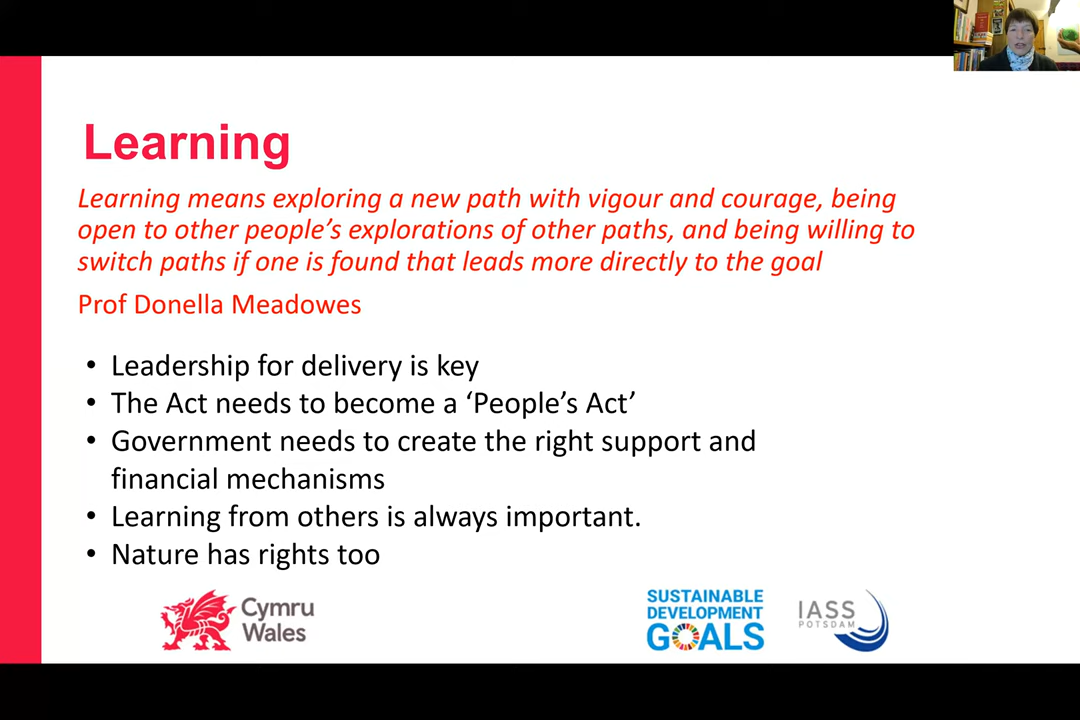 Learning
Learning means exploring a new path with vigour and courage, being
open to other people's explorations of other paths, and being willing to
switch paths if one is found that leads more directly to the goal
Prof Donella Meadowes
• Leadership for delivery is key
• The Act needs to become a ‘People's Act’
• Government needs to create the right support and
financial mechanisms
• Learning from others is always important.
• Nature has rights too
Cymru
Wales
SUSTAINABLE
DEVELOPMENT
GOALS
IASS
POTSDAM